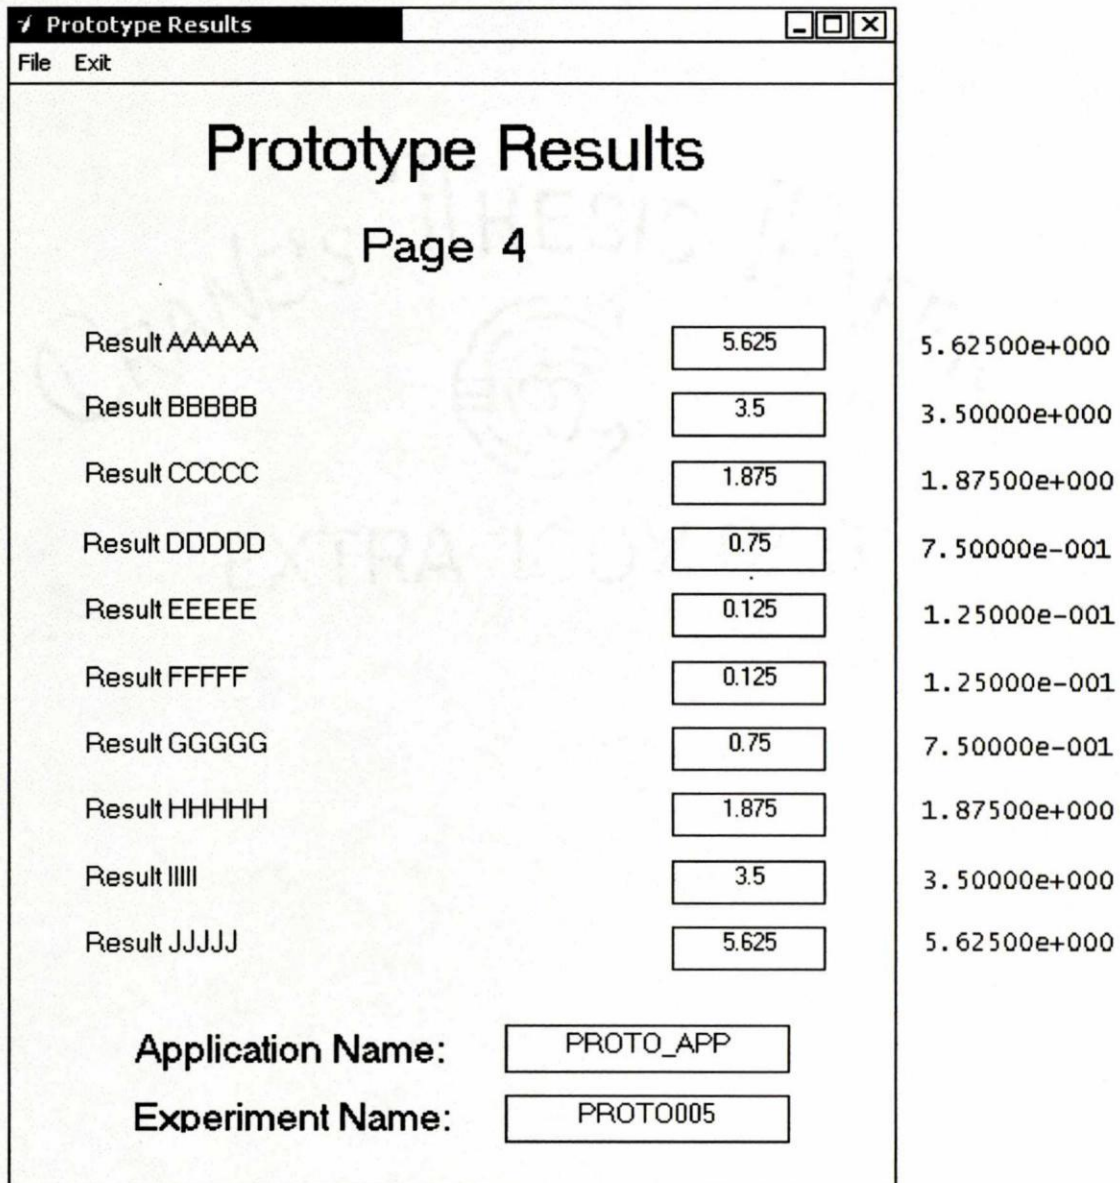 Prototype Results
File Exit
Prototype Results
Page 4
Result AAAAA 5.625 5.62500e+000
Result BBBBB 3.5 3.50000e+000
Result CCCCC 1.875 1.87500e+000
Result DDDDD 0.75 7.50000e-001
Result EEEEE 0.125 1.25000e-001
Result FFFFF 0.125 1.25000e-001
Result GGGGG 0.75 7.50000e-001
Result HHHHH 1.875 1.87500e+000
Result IIIII 3.5 3.50000e+000
Result JJJJJ 5.625 5.62500e+000
Application Name: PROTO_APP
Experiment Name: PROTO005